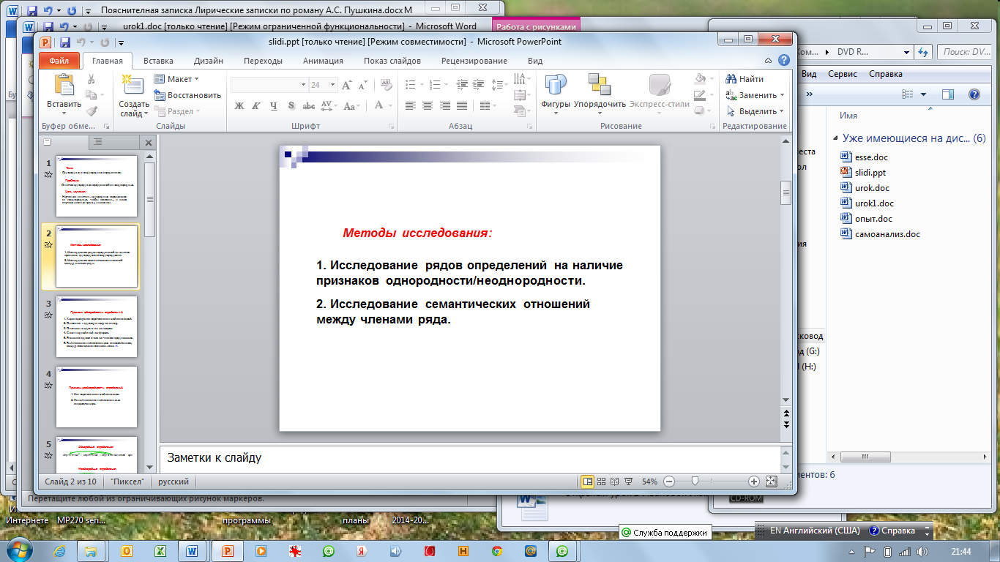 Пояснителная записка Лирические записки по роману А.С. Пушкина.docx M
urok1.doc [только чтение] [Режим ограниченной функциональности] - Microsoft Word
Работа с рисунками
slidi.ppt [только чтение] [Режим совместимости] - Microsoft PowerPoint
DVD R...
Поиск: DV...
Файл
Главная
Вставка
Дизайн
Переходы
Анимация
Показ слайдов
Рецензирование
Вид
Вид
Сервис
Справка
Вставить
Создать слайд
Макет
Восстановить
Раздел
24
Ж К Ч S abc AV Aa A
Фигуры
Упорядочить
Экспресс-стили
Найти
Заменить
Выделить
Буфер обме...
Слайды
Шрифт
Абзац
Рисование
Редактирование
Имя
Уже имеющиеся на дис... (6)
esse.doc
slidi.ppt
urok.doc
urok1.doc
опыт.doc
самоанализ.doc
1
2
3
4
5
Методы исследования:
1. Исследование рядов определений на наличие
признаков однородности/неоднородности.
2. Исследование семантических отношений
между членами ряда.
Заметки к слайду
Слайд 2 из 10
"Пиксел"
русский
54%
(G:)
(H:)
Перетащите любой из ограничивающих рисунок маркеров.
CD-ROM
Интернете
MP270 seri...
программы
планы
2014-20...
Служба поддержки
EN Английский (США)
Справка
21:44